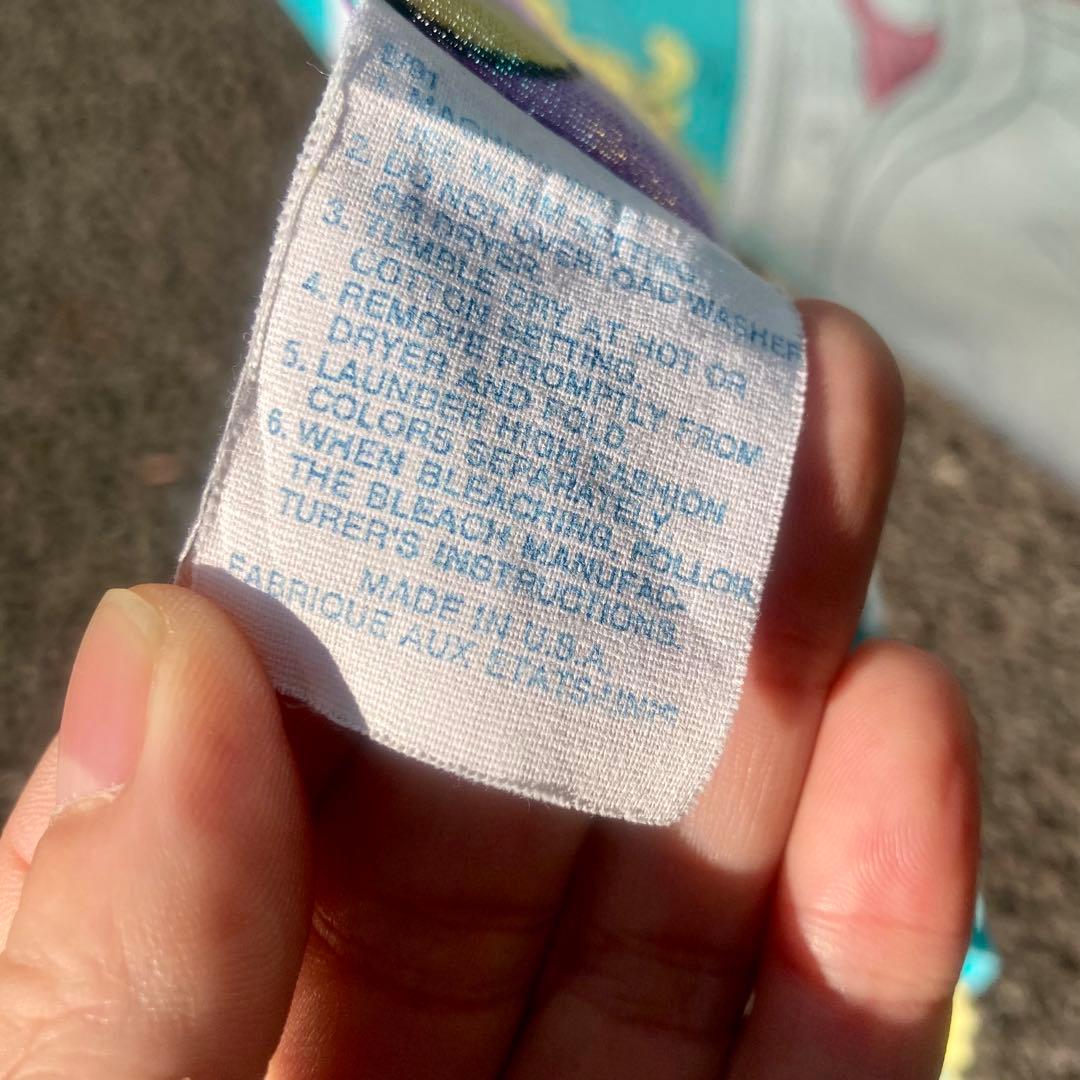 1. MACHINE
USE WARM SETTING.
2. DO NOT OVERLOAD WASHER
OR DRYER
3. TUMBLE DRY AT HOT OR
COTTON SETTING.
4. REMOVE PROMPTLY FROM
DRYER AND FOLD
5. LAUNDER HIGH FASHION
COLORS SEPARATELY
6. WHEN BLEACHING, FOLLOW
THE BLEACH MANUFAC-
TURER'S INSTRUCTIONS.
MADE IN U.S.A.
FABRIQUE AUX ETATS-UNIS